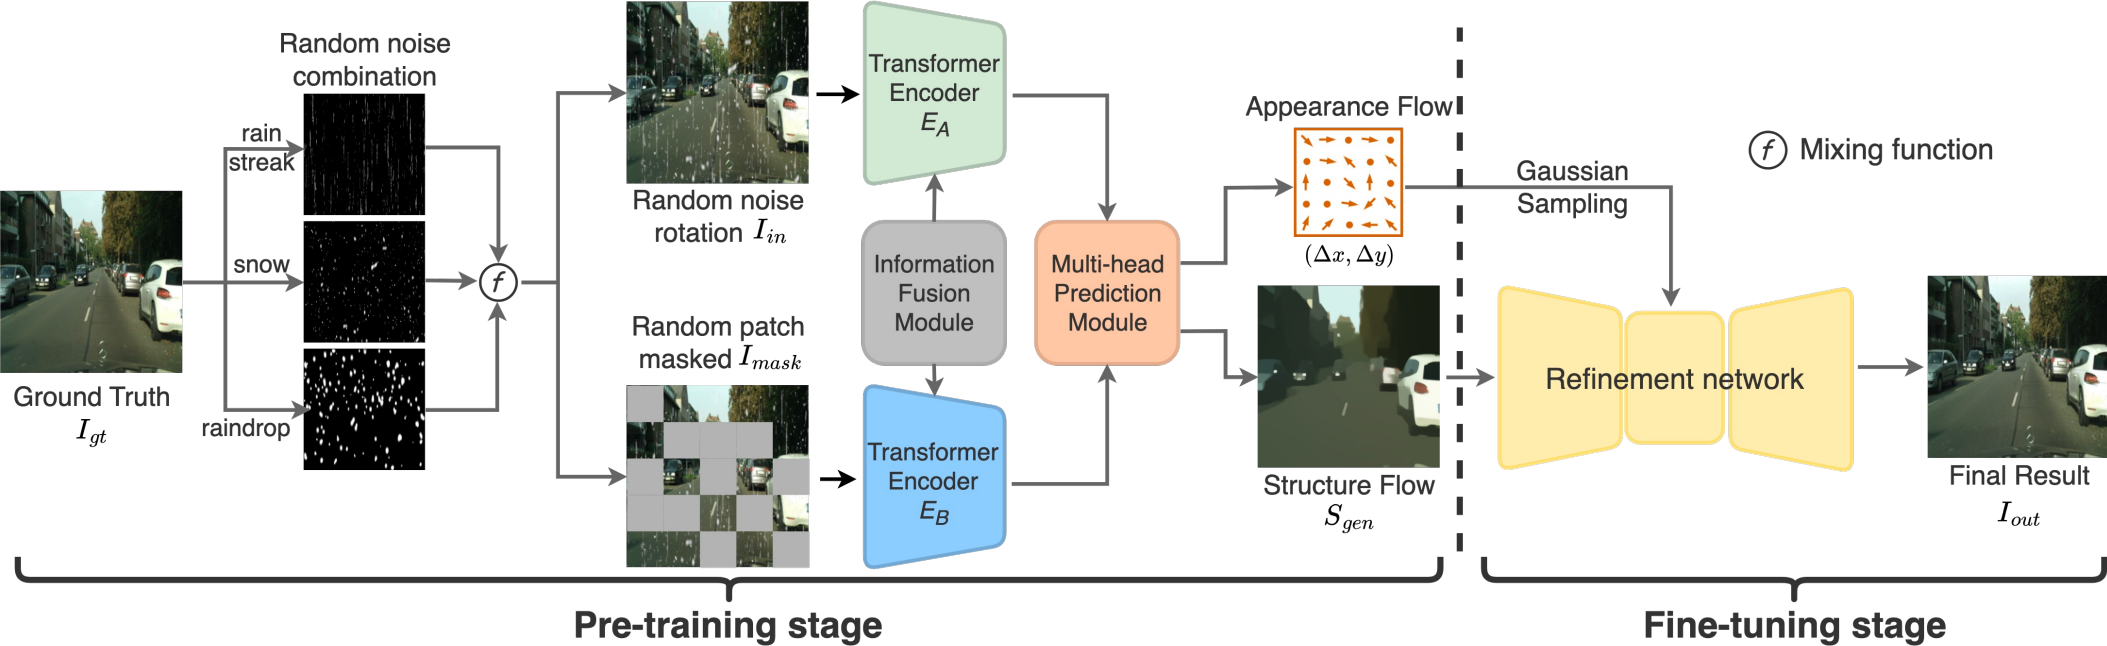 Random noise
combination
rain
streak
snow
raindrop
Ground Truth
I_gt
f
Random noise
rotation I_in
Random patch
masked I_mask
Transformer
Encoder
E_A
Information
Fusion
Module
Transformer
Encoder
E_B
Multi-head
Prediction
Module
Appearance Flow
(Δx, Δy)
Structure Flow
S_gen
Gaussian
Sampling
f Mixing function
Refinement network
Final Result
I_out
Pre-training stage
Fine-tuning stage